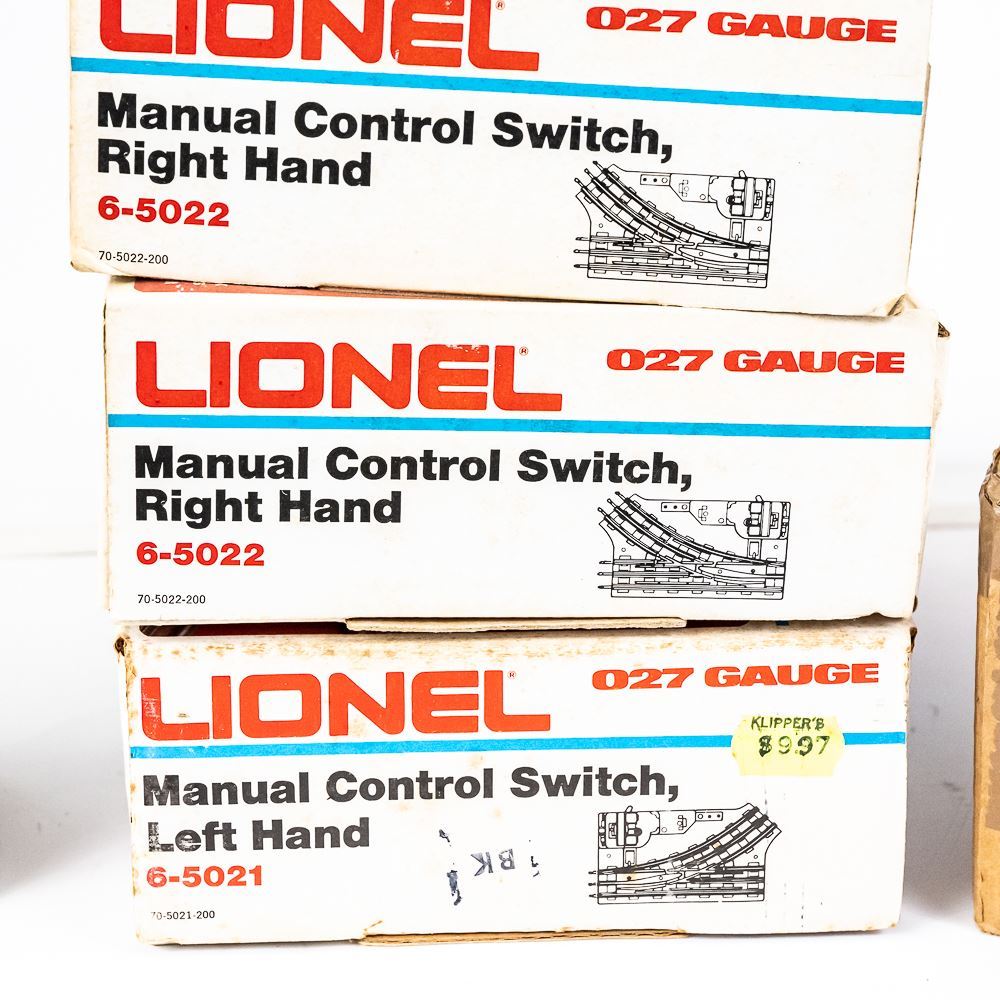 LIONEL® 027 GAUGE
Manual Control Switch,
Right Hand
6-5022
70-5022-200
LIONEL® 027 GAUGE
Manual Control Switch,
Right Hand
6-5022
70-5022-200
LIONEL® 027 GAUGE
KLIPPER'S
$9.97
Manual Control Switch,
Left Hand
6-5021
BK
70-5021-200